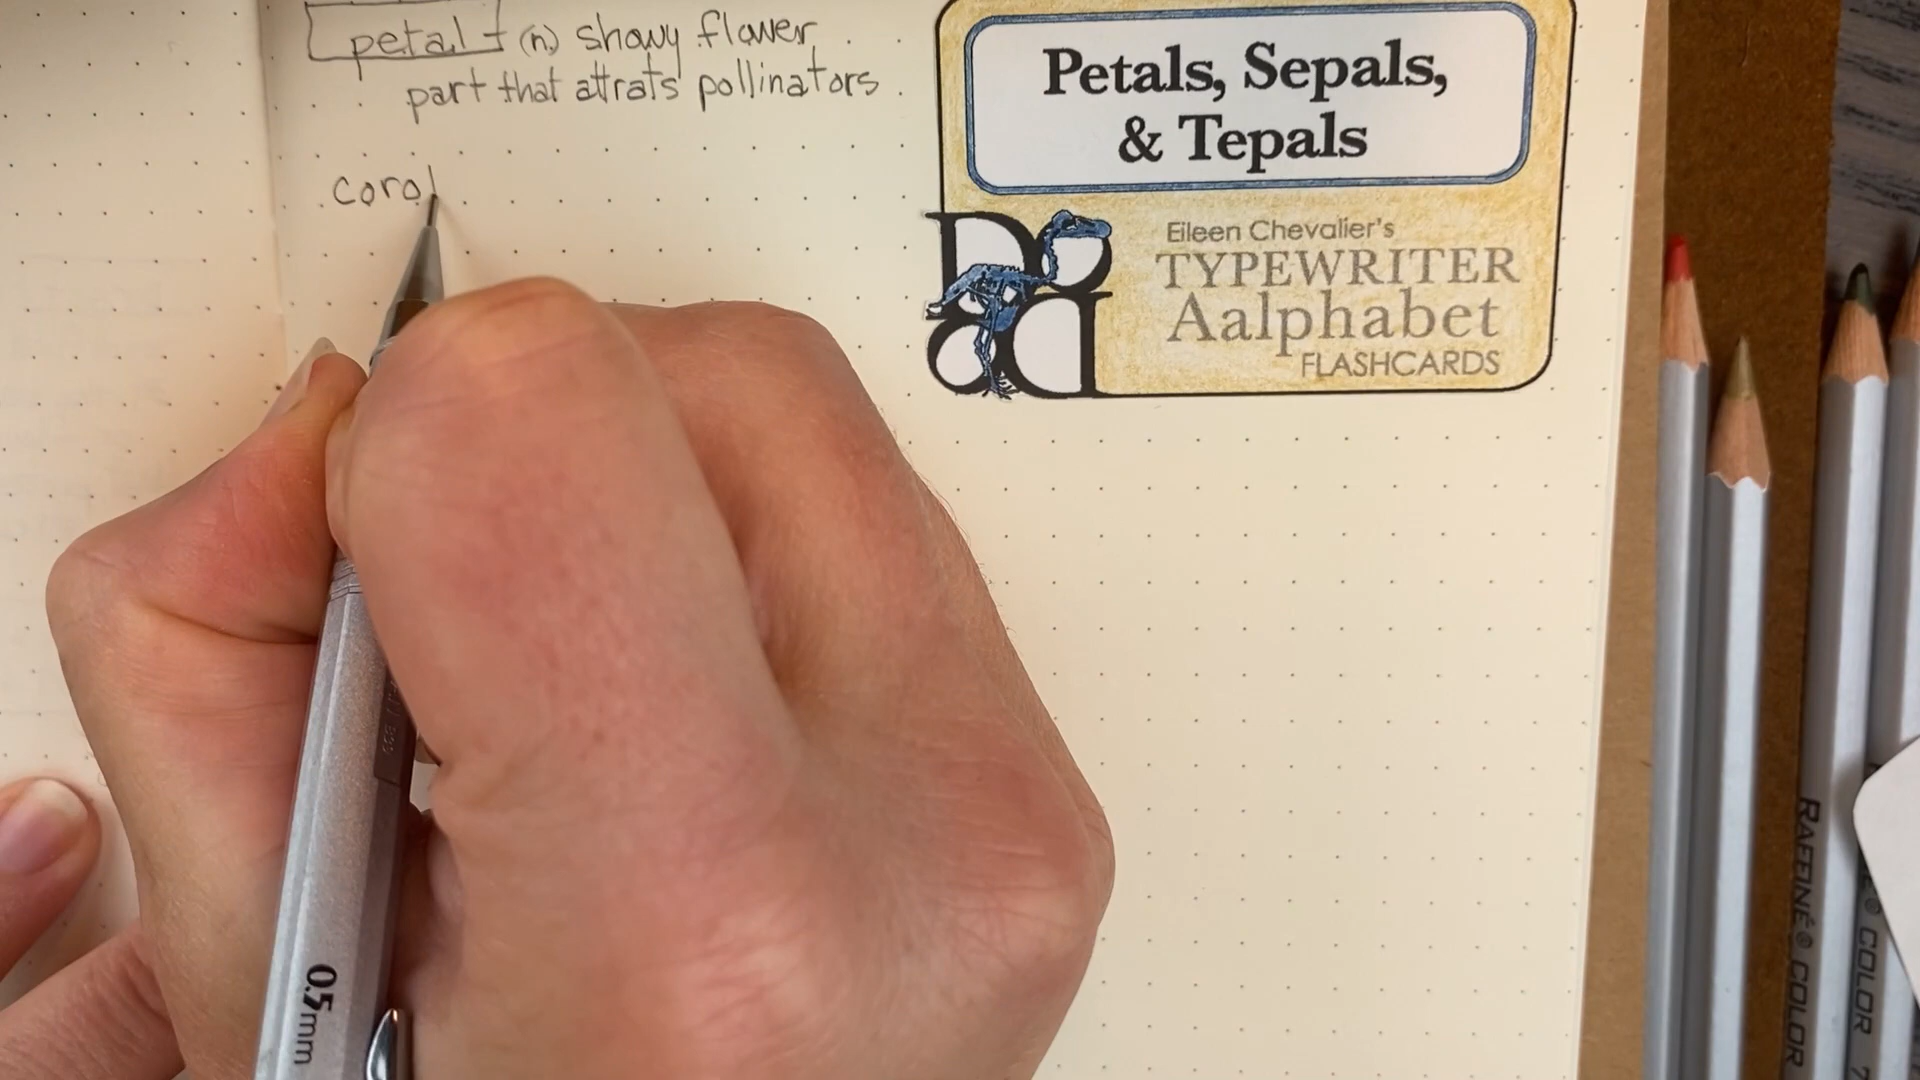 petal - (n) showy flower
part that attrats pollinators
corol
Petals, Sepals,
& Tepals
Eileen Chevalier's
TYPEWRITER
Aalphabet
FLASHCARDS
0.5mm
RAFFINÉ® COLOR
COLOR 7